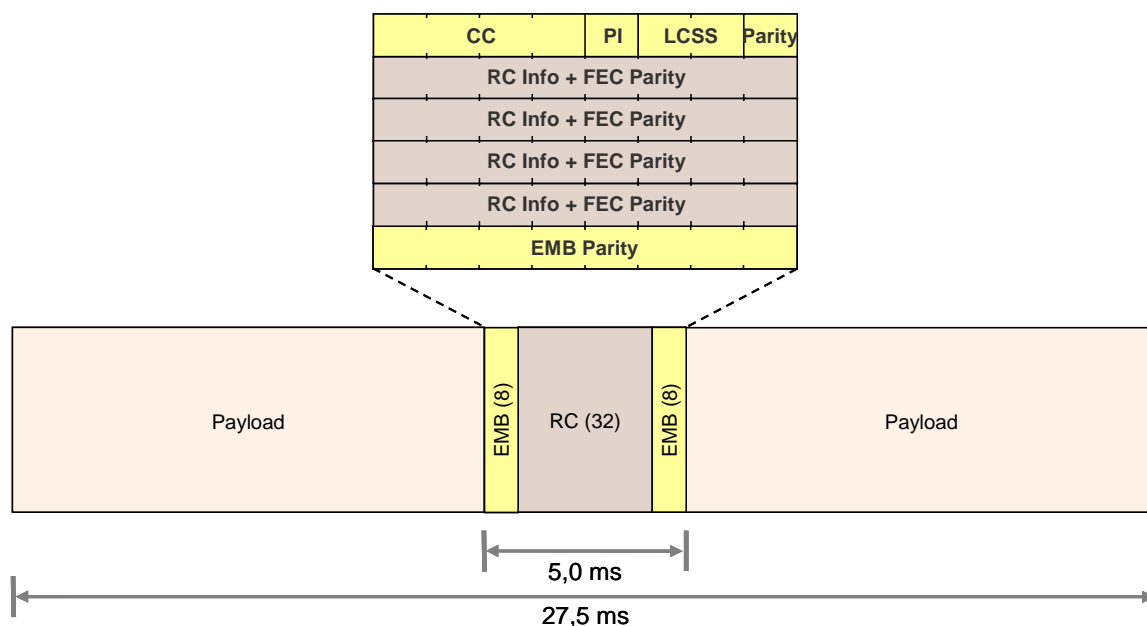 CC PI LCSS Parity
RC Info + FEC Parity
RC Info + FEC Parity
RC Info + FEC Parity
RC Info + FEC Parity
EMB Parity
Payload EMB (8) RC (32) EMB (8) Payload
5,0 ms
27,5 ms